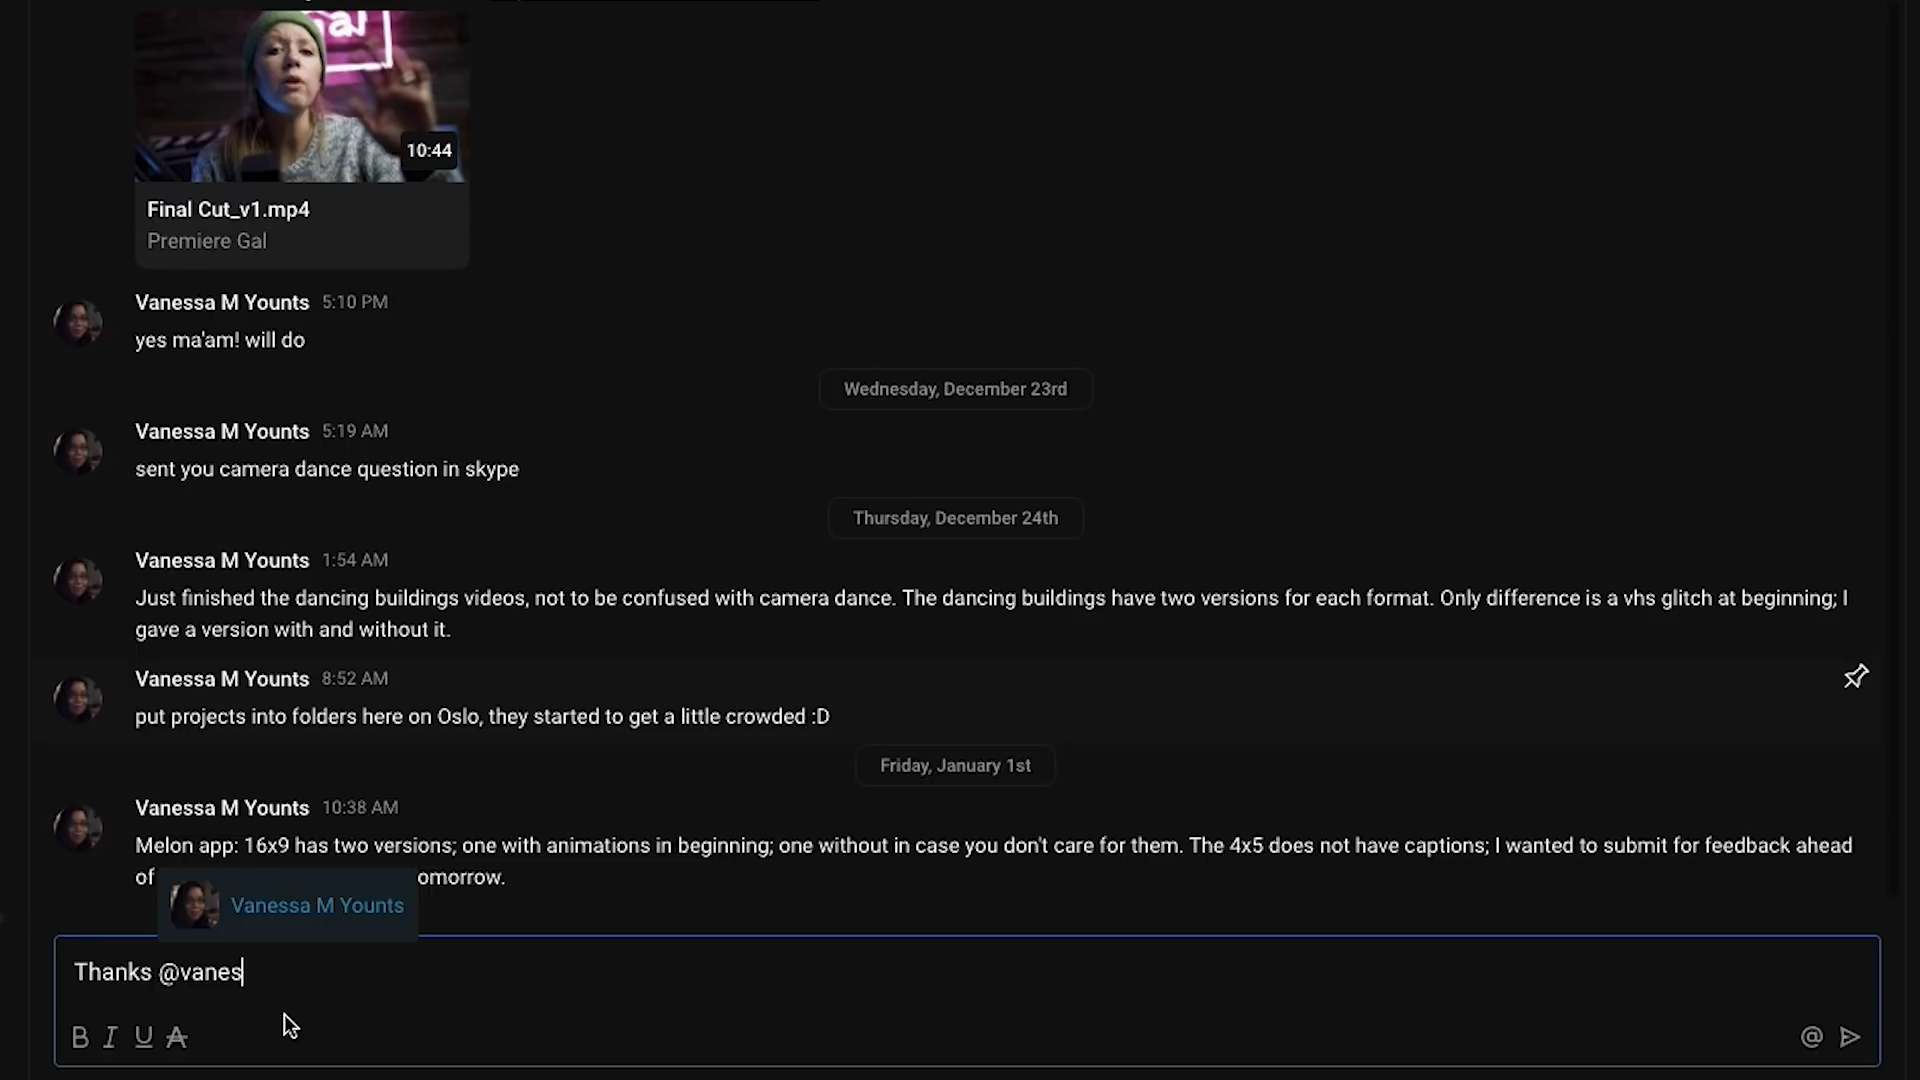 al
10:44
Final Cut_v1.mp4
Premiere Gal
Vanessa M Younts 5:10 PM
yes ma'am! will do
Wednesday, December 23rd
Vanessa M Younts 5:19 AM
sent you camera dance question in skype
Thursday, December 24th
Vanessa M Younts 1:54 AM
Just finished the dancing buildings videos, not to be confused with camera dance. The dancing buildings have two versions for each format. Only difference is a vhs glitch at beginning; I
gave a version with and without it.
Vanessa M Younts 8:52 AM
put projects into folders here on Oslo, they started to get a little crowded :D
Friday, January 1st
Vanessa M Younts 10:38 AM
Melon app: 16x9 has two versions; one with animations in beginning; one without in case you don't care for them. The 4x5 does not have captions; I wanted to submit for feedback ahead
of omorrow.
Vanessa M Younts
Thanks @vanes
B I U A @